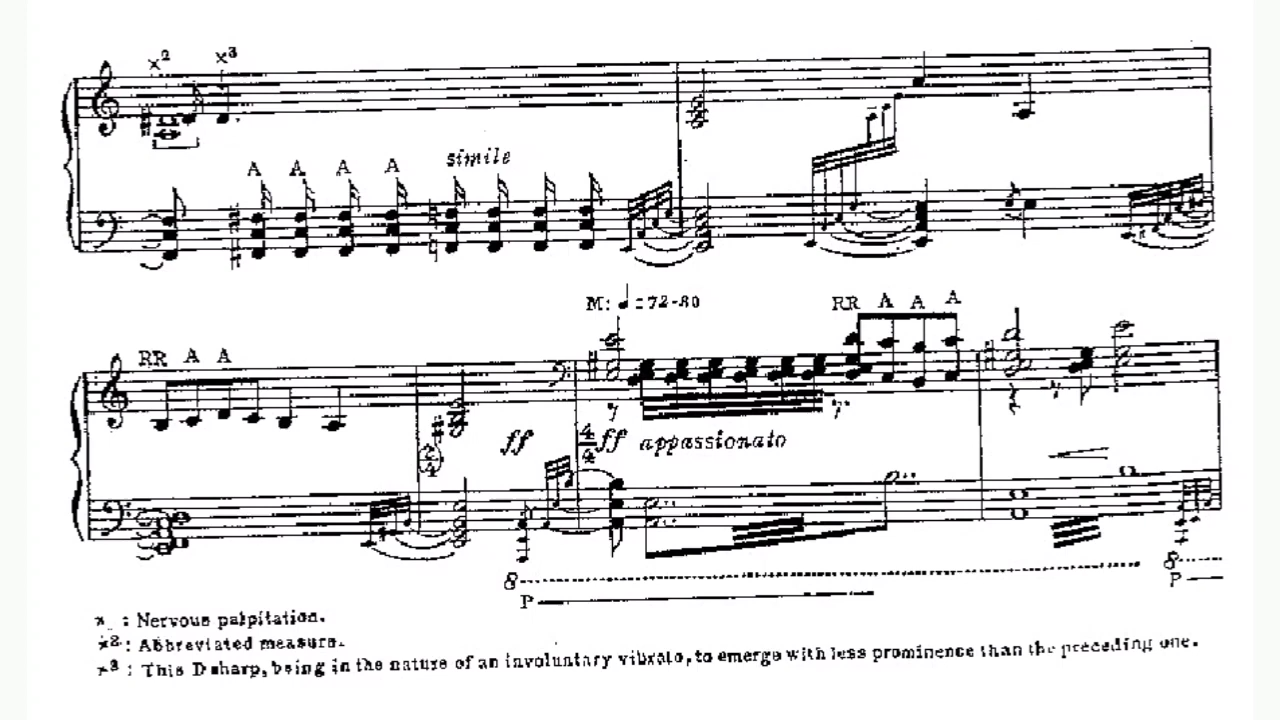 x² x³
A A A A simile
M: ♩=72-80 RR A A A
RR A A
2/4 ff 4/4 ff appassionato
8 8
P P
x : Nervous palpitation.
x²: Abbreviated measure.
x³ : This D sharp, being in the nature of an involuntary vibrato, to emerge with less prominence than the preceding one.